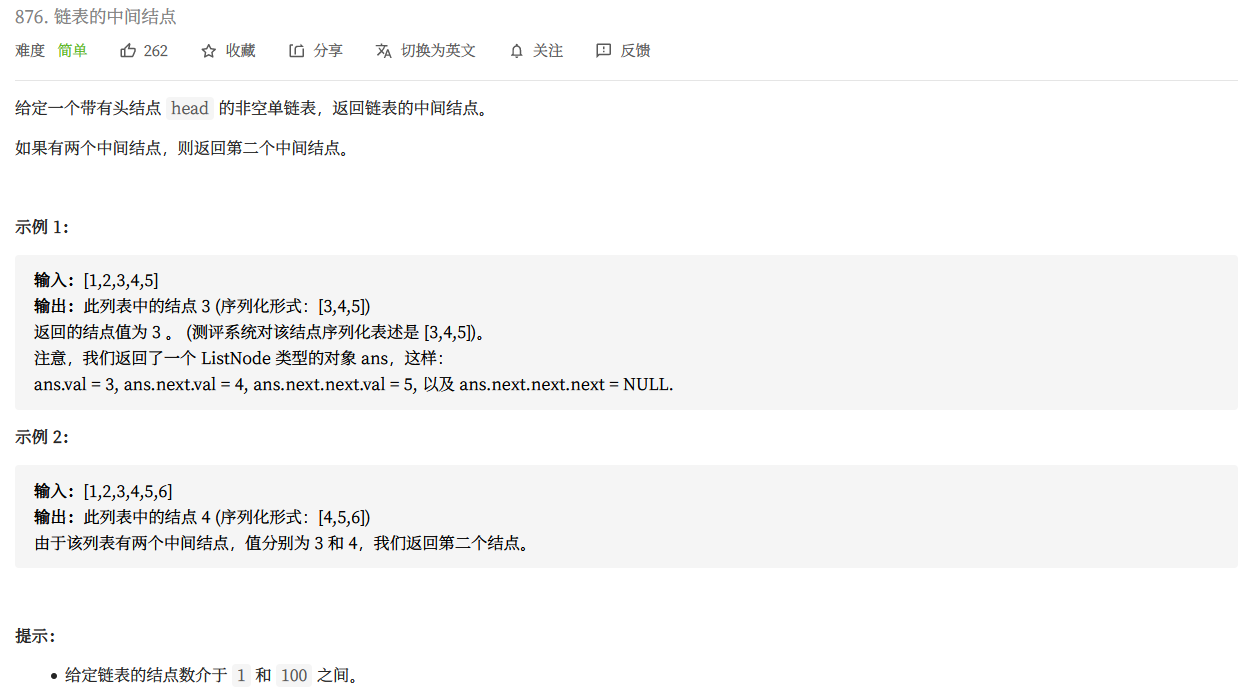 876. 链表的中间结点
难度 简单 262 收藏 分享 切换为英文 关注 反馈
给定一个带有头结点 head 的非空单链表，返回链表的中间结点。
如果有两个中间结点，则返回第二个中间结点。
示例 1：
输入：[1,2,3,4,5]
输出：此列表中的结点 3 (序列化形式：[3,4,5])
返回的结点值为 3 。 (测评系统对该结点序列化表述是 [3,4,5])。
注意，我们返回了一个 ListNode 类型的对象 ans，这样：
ans.val = 3, ans.next.val = 4, ans.next.next.val = 5, 以及 ans.next.next.next = NULL.
示例 2：
输入：[1,2,3,4,5,6]
输出：此列表中的结点 4 (序列化形式：[4,5,6])
由于该列表有两个中间结点，值分别为 3 和 4，我们返回第二个结点。
提示：
• 给定链表的结点数介于 1 和 100 之间。